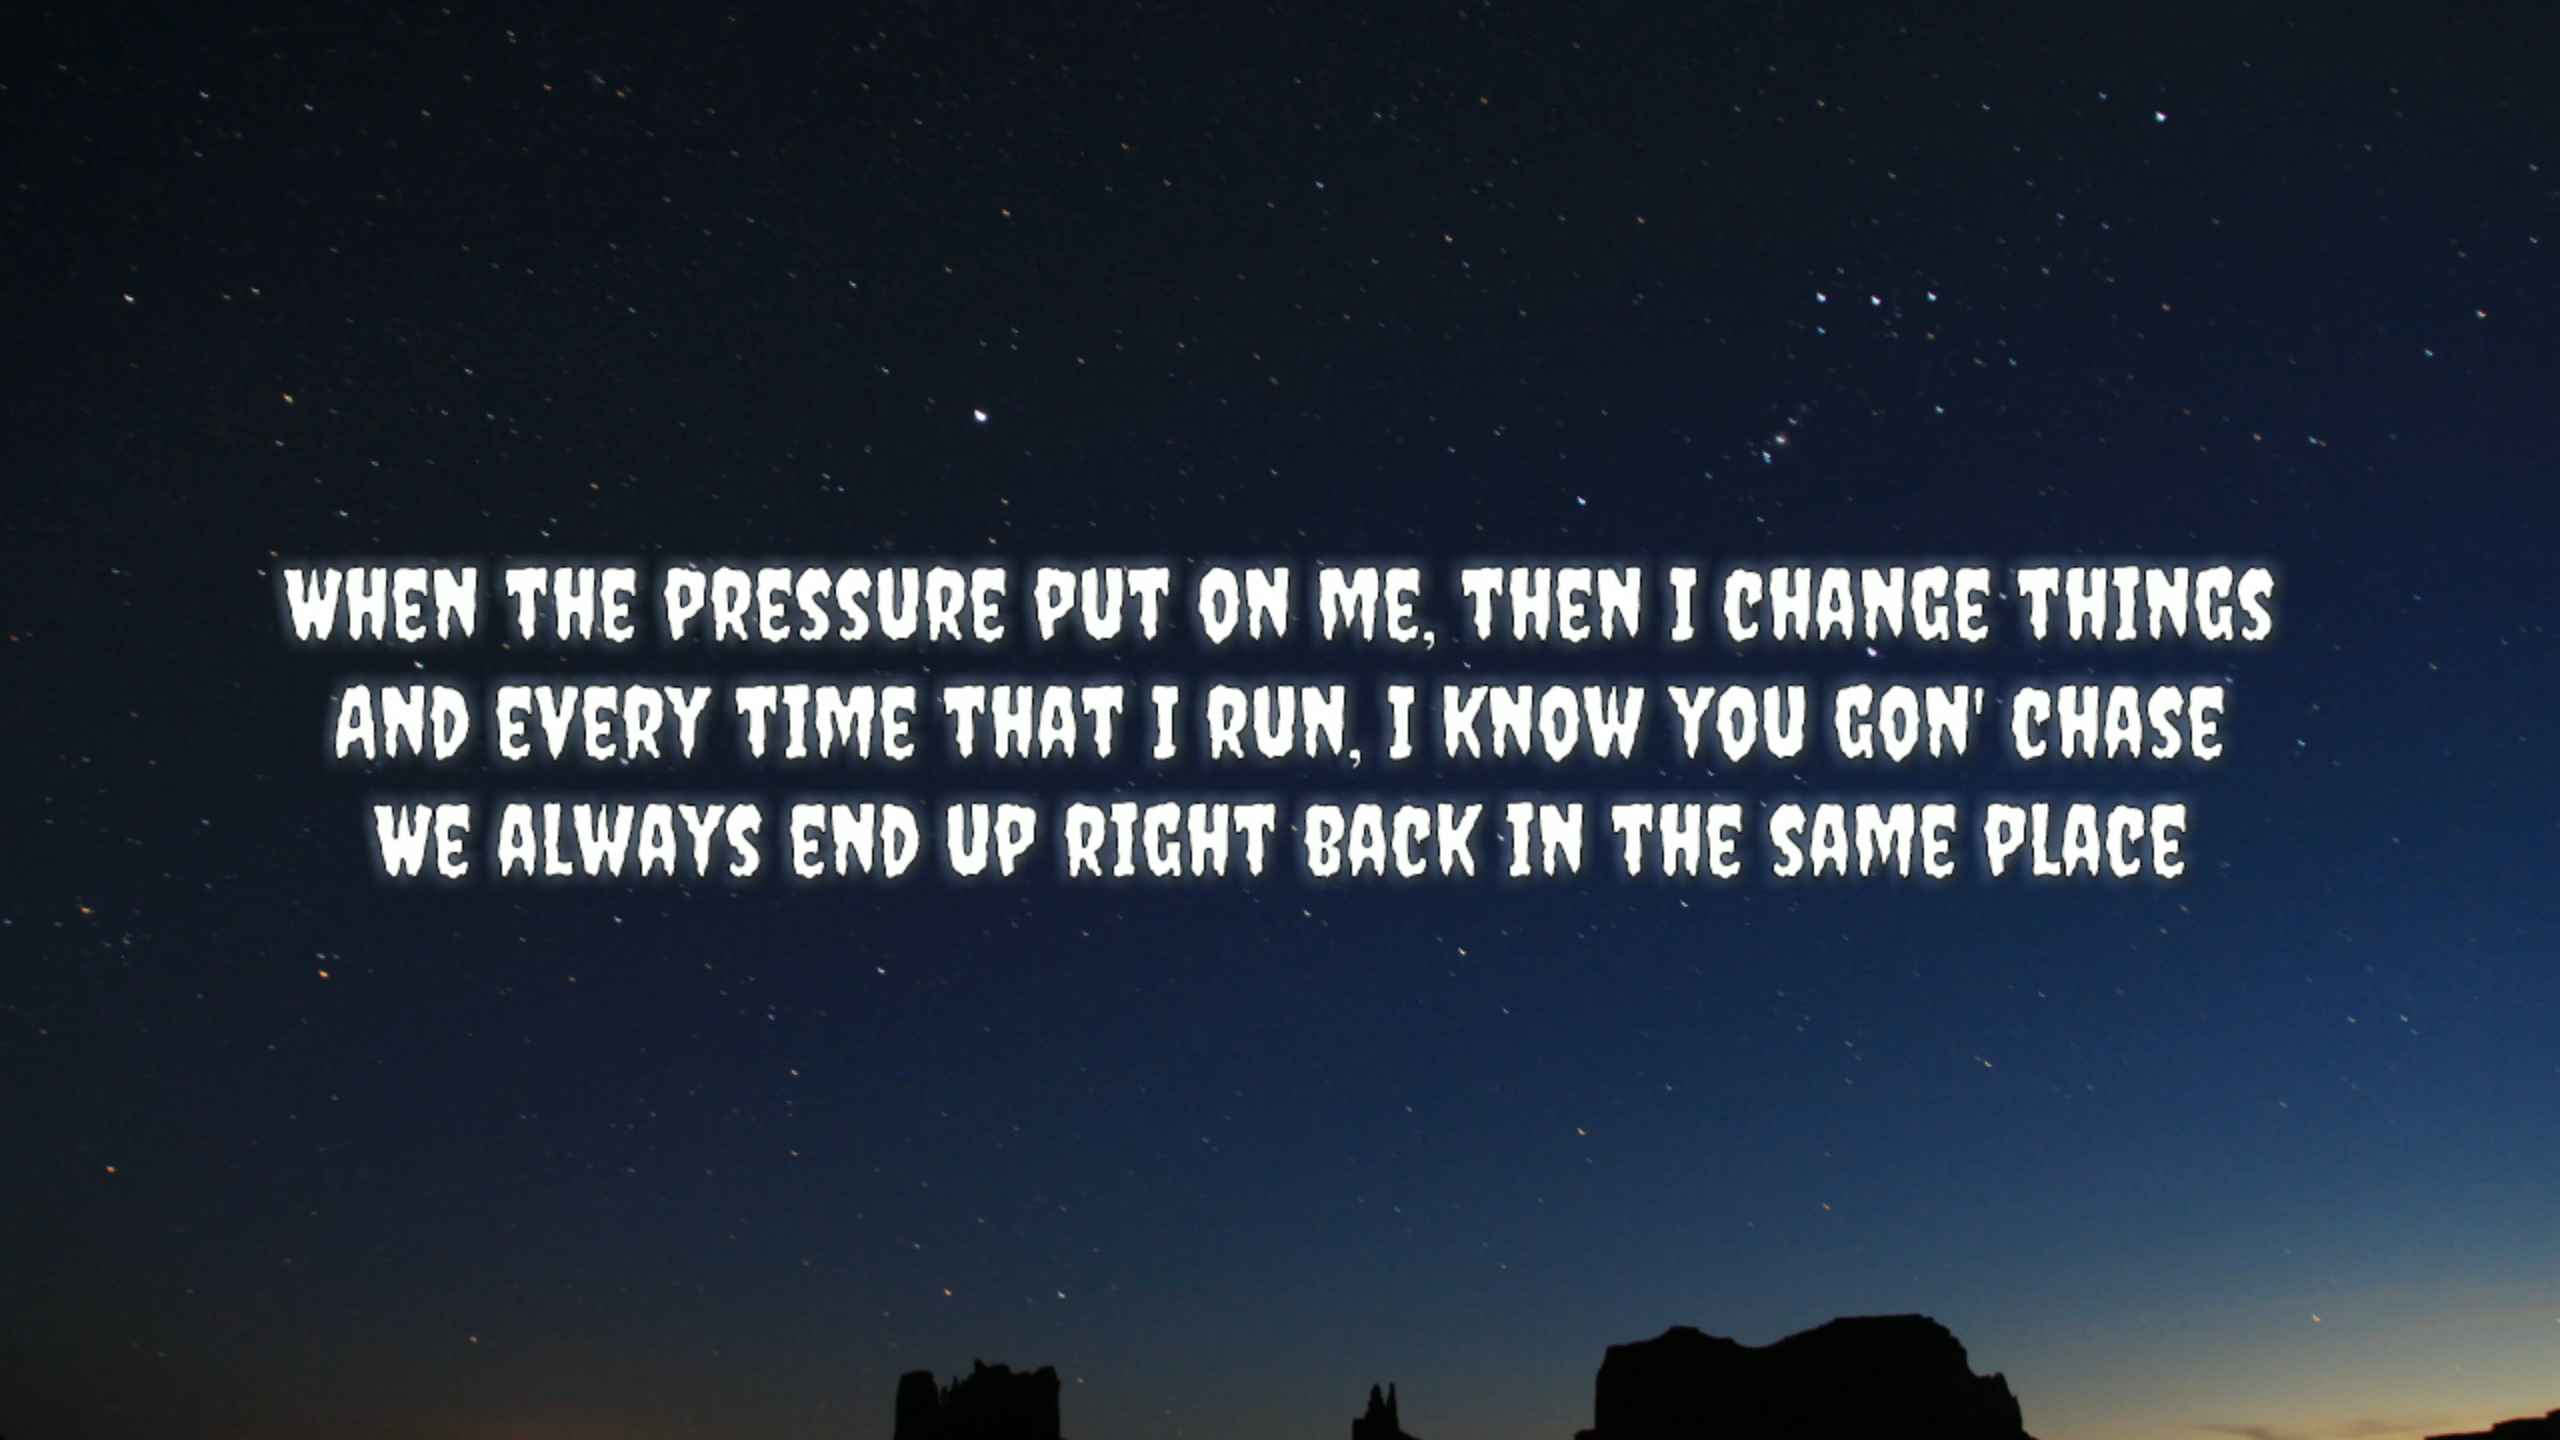 WHEN THE PRESSURE PUT ON ME, THEN I CHANGE THINGS
AND EVERY TIME THAT I RUN, I KNOW YOU GON' CHASE
WE ALWAYS END UP RIGHT BACK IN THE SAME PLACE